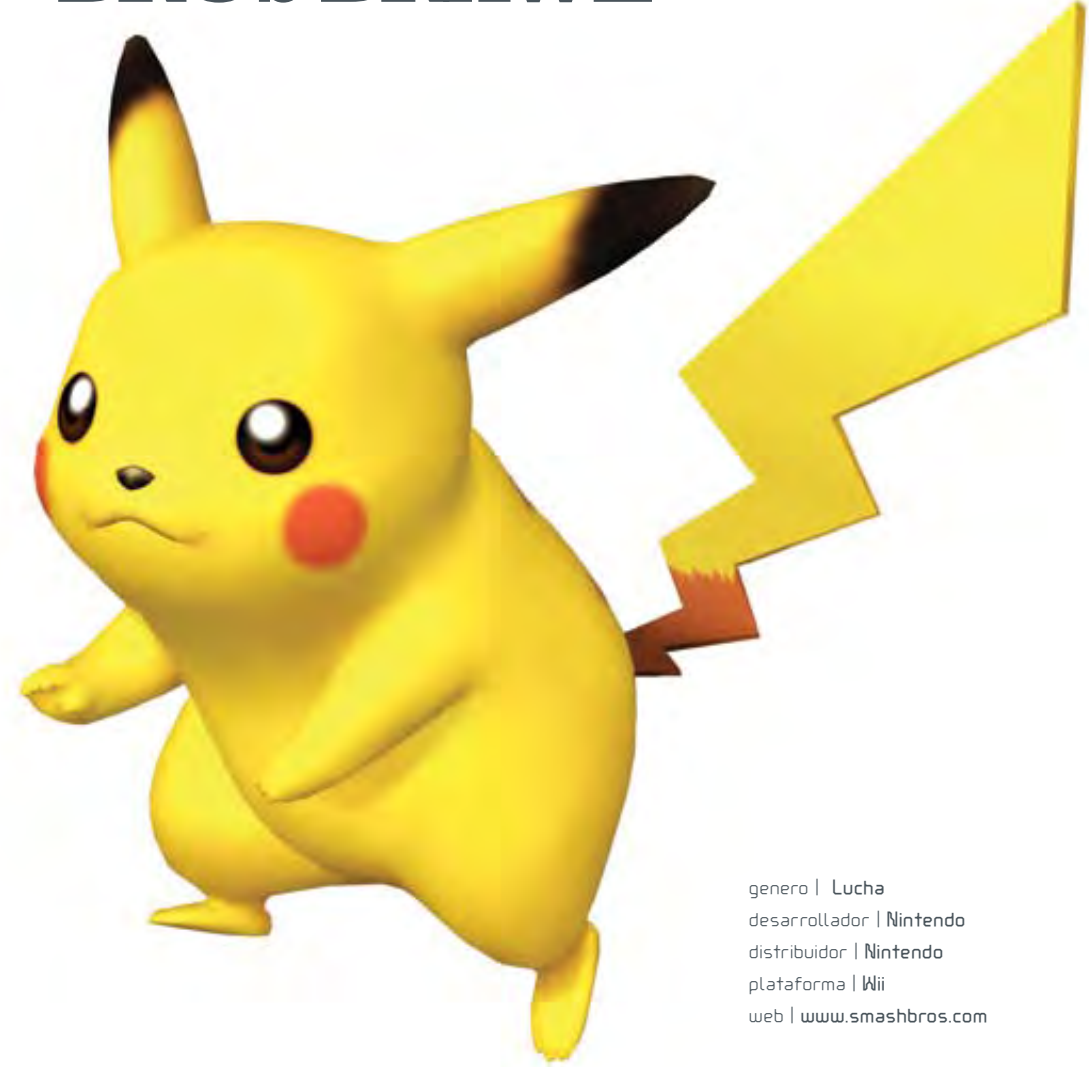 genero | Lucha
desarrollador | Nintendo
distribuidor | Nintendo
plataforma | Wii
web | www.smashbros.com